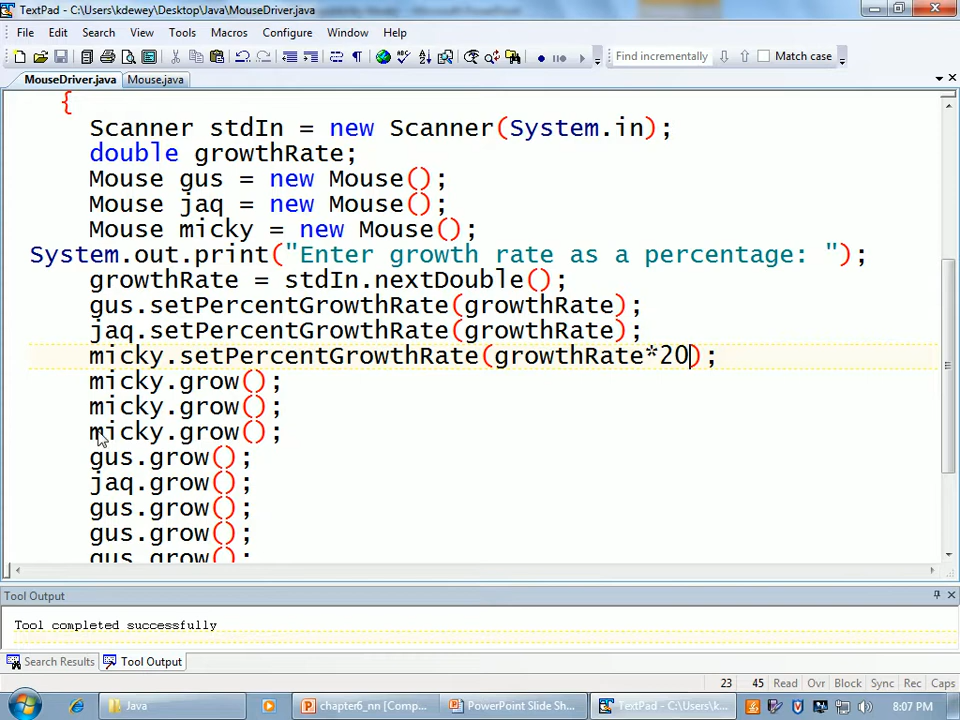 TextPad - C:\Users\kdewey\Desktop\Java\MouseDriver.java
File Edit Search View Tools Macros Configure Window Help
Find incrementally Match case
MouseDriver.java Mouse.java
{
Scanner stdIn = new Scanner(System.in);
double growthRate;
Mouse gus = new Mouse();
Mouse jaq = new Mouse();
Mouse micky = new Mouse();
System.out.print("Enter growth rate as a percentage: ");
growthRate = stdIn.nextDouble();
gus.setPercentGrowthRate(growthRate);
jaq.setPercentGrowthRate(growthRate);
micky.setPercentGrowthRate(growthRate*20);
micky.grow();
micky.grow();
micky.grow();
gus.grow();
jaq.grow();
gus.grow();
gus.grow();
gus.grow();
Tool Output
Tool completed successfully
Search Results Tool Output
23 45 Read Ovr Block Sync Rec Caps
Java chapter6_nn [Comp... PowerPoint Slide Sh... TextPad - C:\Users\k... 8:07 PM